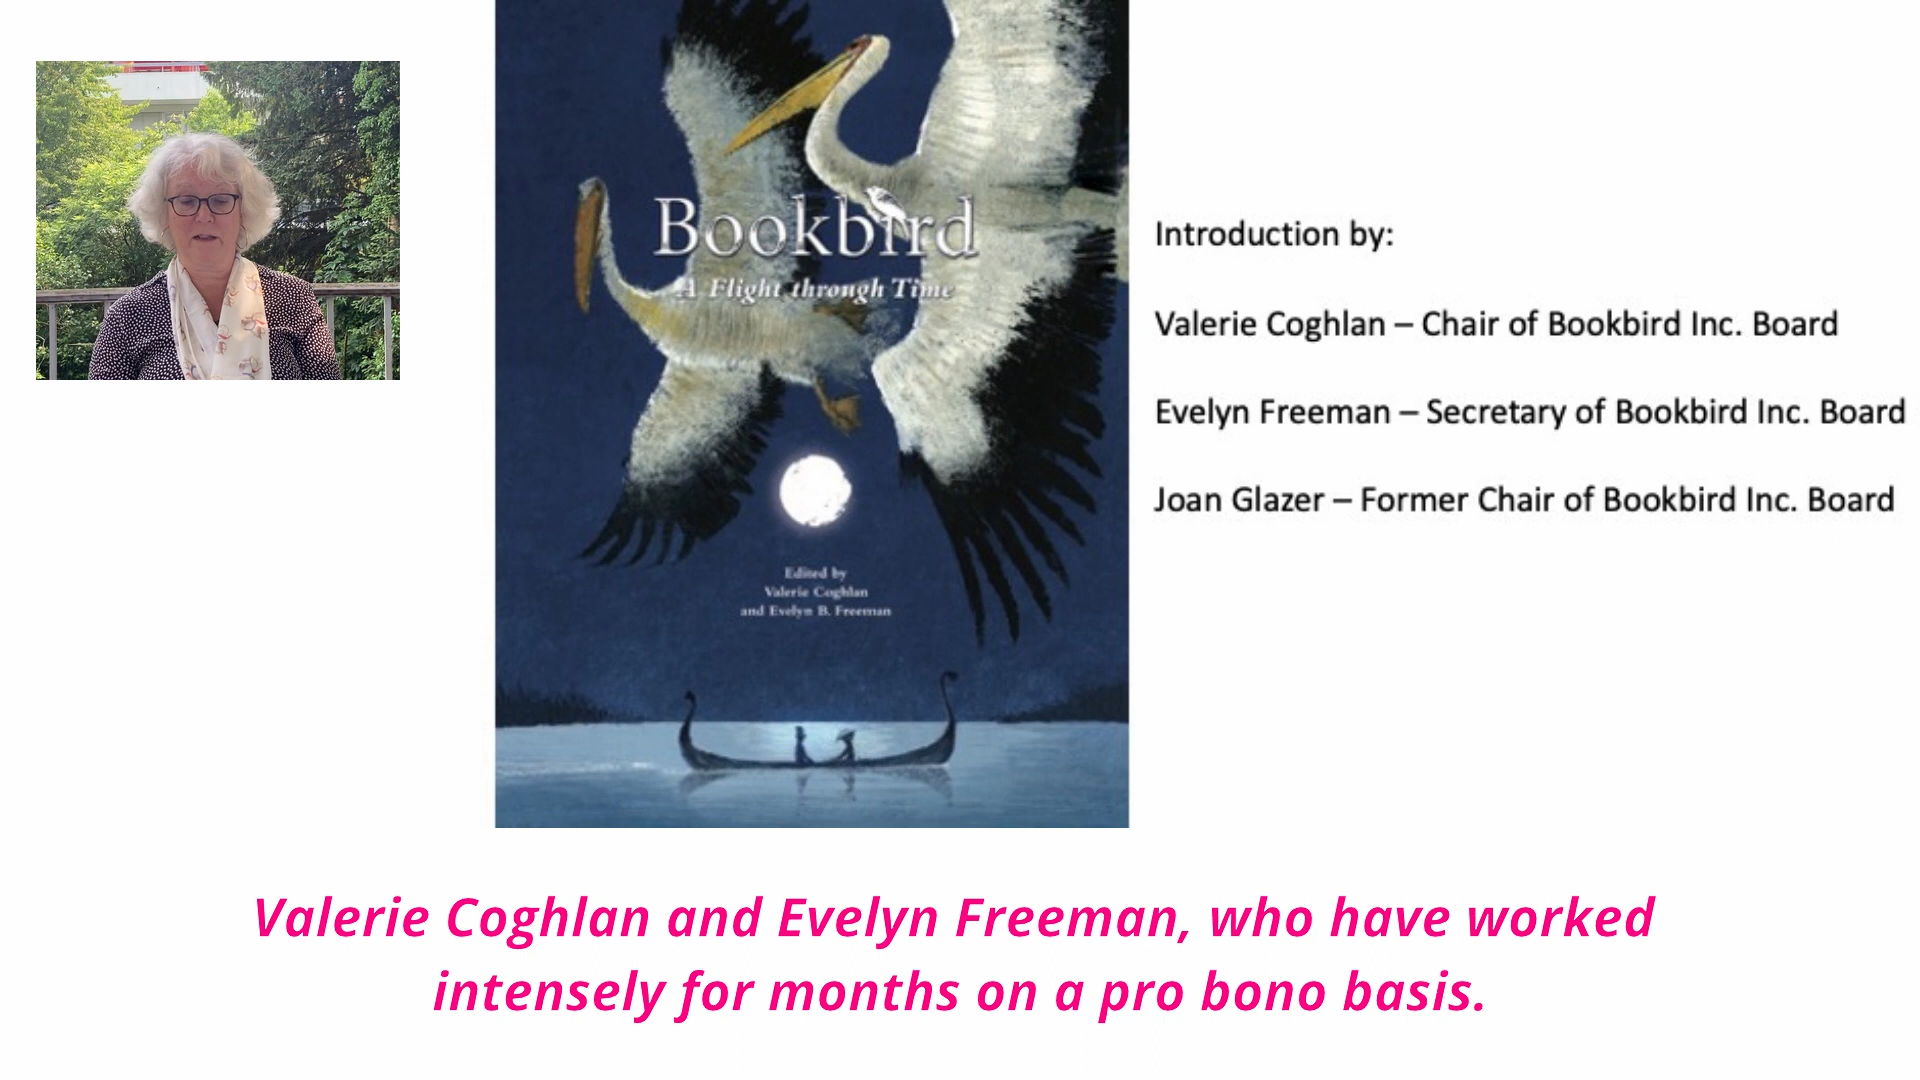 Bookbird
A Flight through Time
Edited by
Valerie Coghlan
and Evelyn B. Freeman
Introduction by:
Valerie Coghlan – Chair of Bookbird Inc. Board
Evelyn Freeman – Secretary of Bookbird Inc. Board
Joan Glazer – Former Chair of Bookbird Inc. Board
Valerie Coghlan and Evelyn Freeman, who have worked
intensely for months on a pro bono basis.